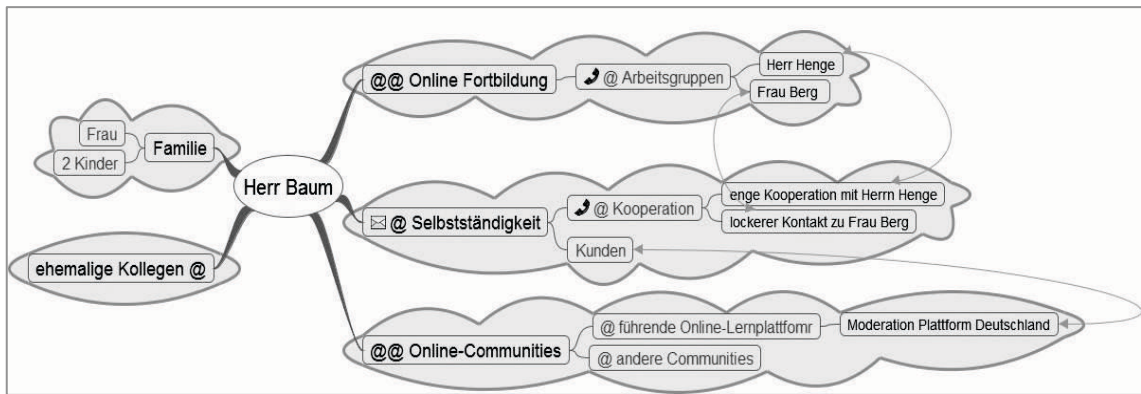 @@ Online Fortbildung
@ Arbeitsgruppen
Herr Henge
Frau Berg
Frau
2 Kinder
Familie
Herr Baum
ehemalige Kollegen @
@ Selbstständigkeit
@ Kooperation
enge Kooperation mit Herrn Henge
lockerer Kontakt zu Frau Berg
Kunden
@@ Online-Communities
@ führende Online-Lernplattfomr
Moderation Plattform Deutschland
@ andere Communities